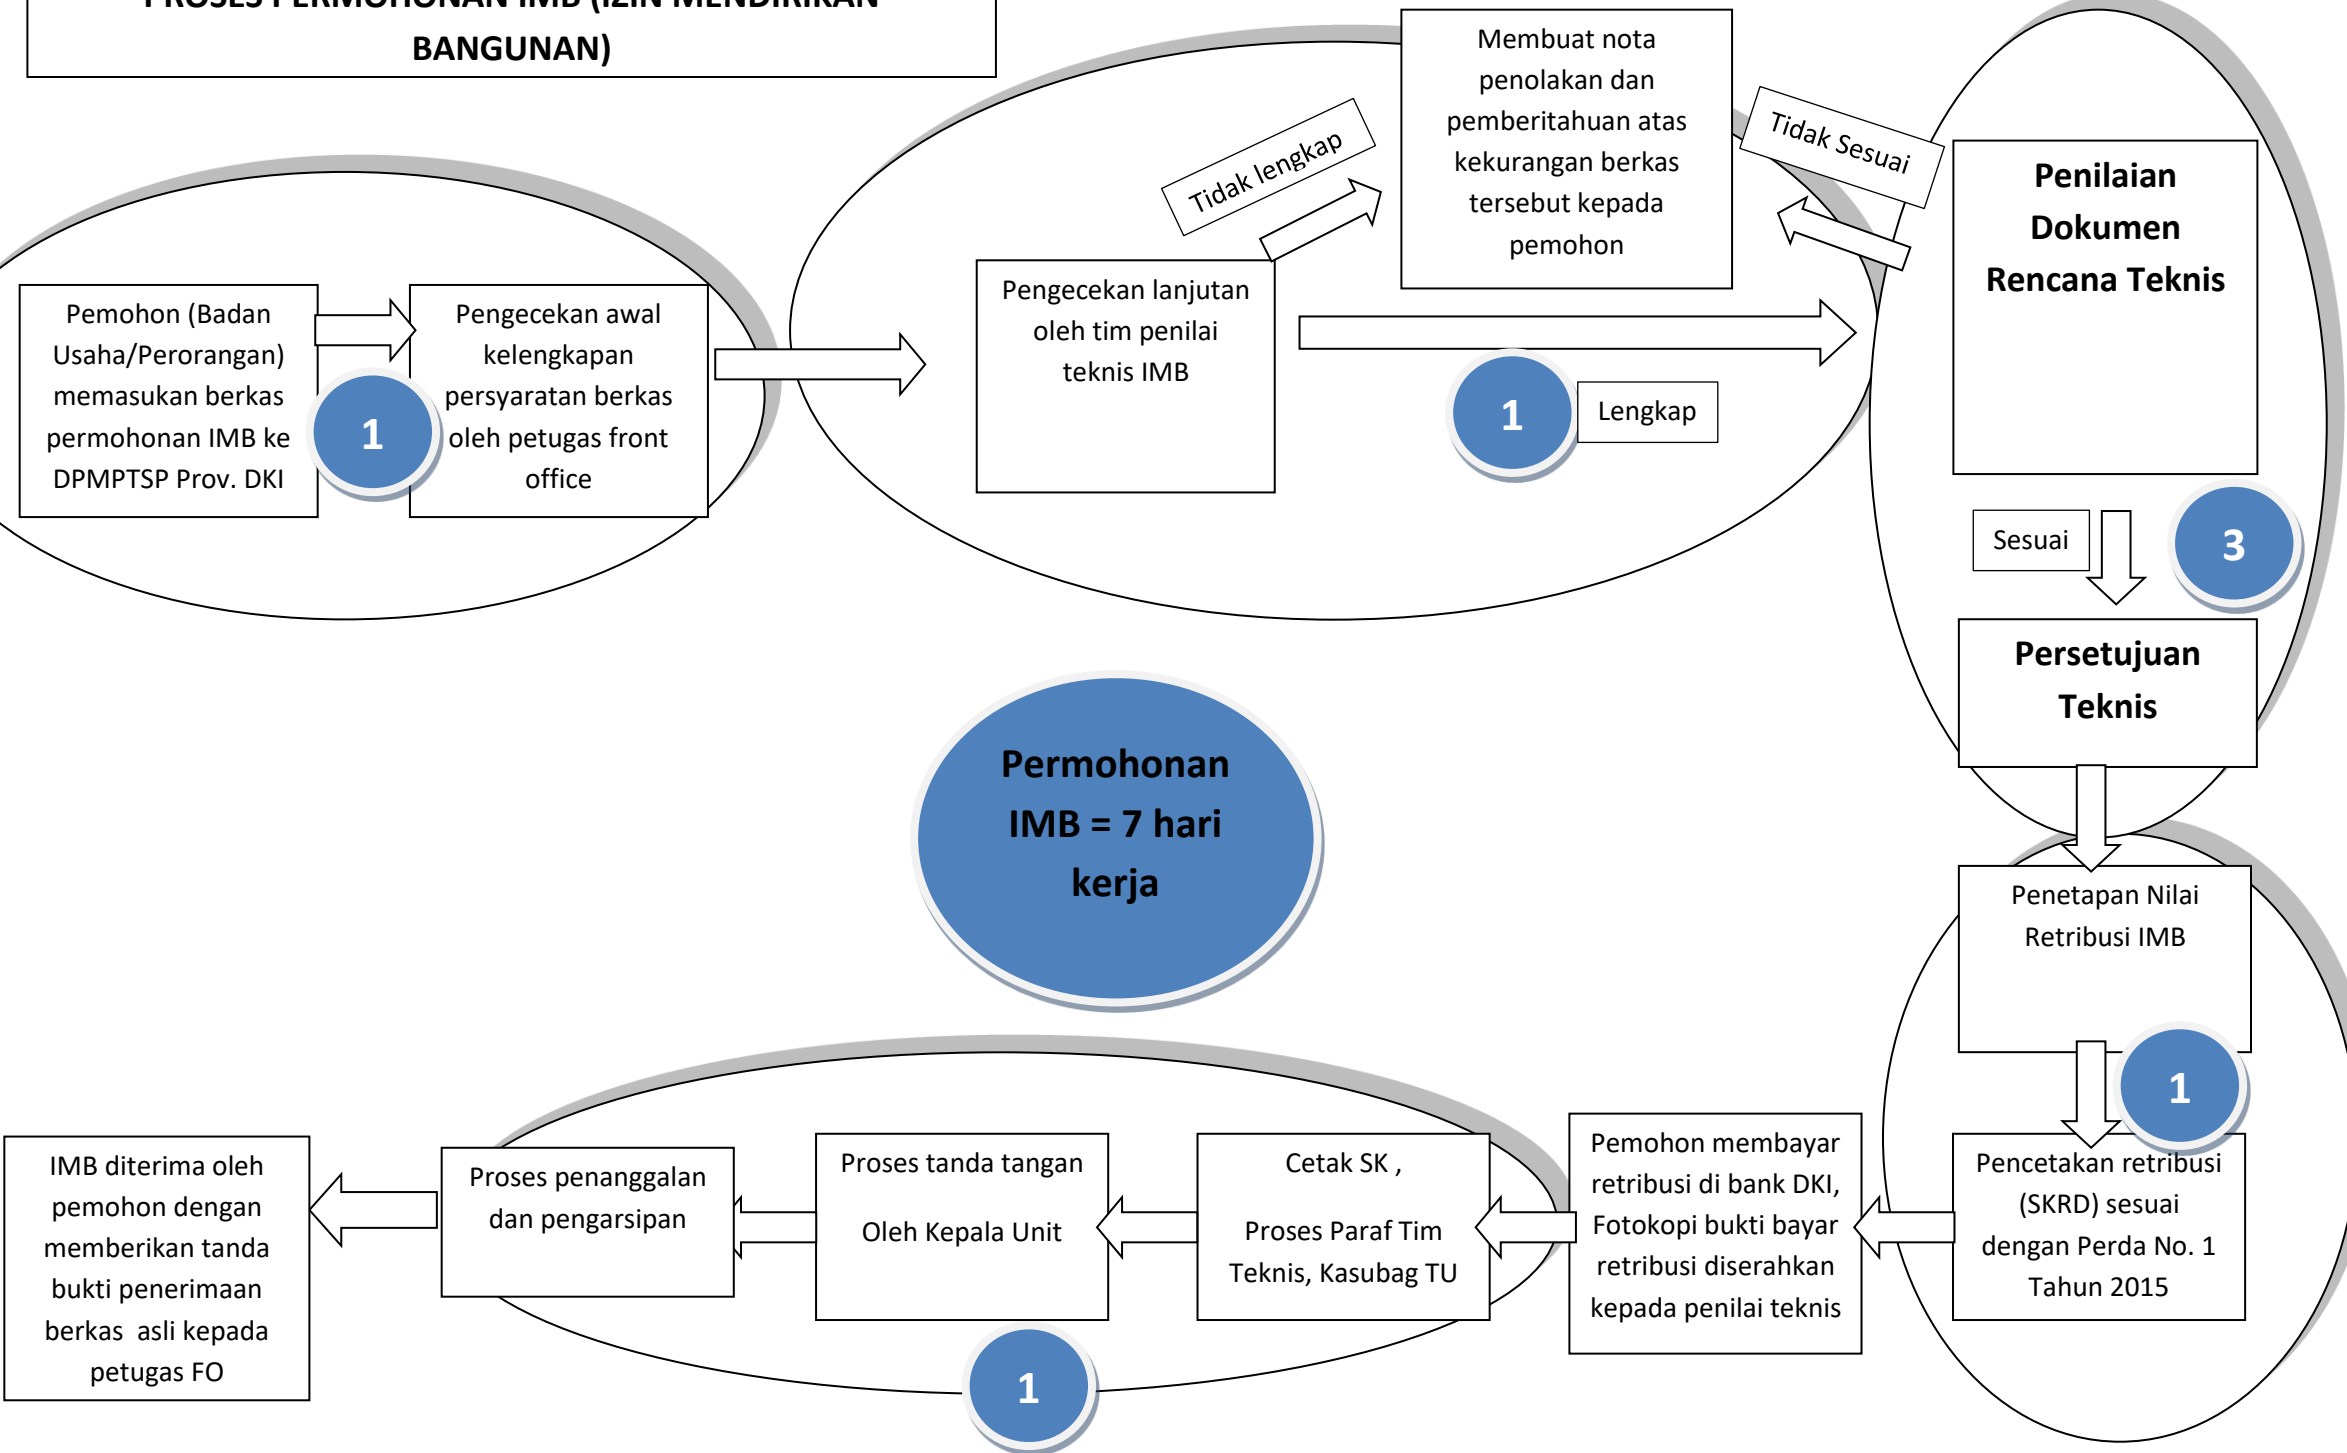 PROSES PERMOHONAN IMB (IZIN MENDIRIKAN
BANGUNAN)
Pemohon (Badan
Usaha/Perorangan)
memasukan berkas
permohonan IMB ke
DPMPTSP Prov. DKI
1
Pengecekan awal
kelengkapan
persyaratan berkas
oleh petugas front
office
Pengecekan lanjutan
oleh tim penilai
teknis IMB
Tidak lengkap
Membuat nota
penolakan dan
pemberitahuan atas
kekurangan berkas
tersebut kepada
pemohon
1
Lengkap
Tidak Sesuai
Penilaian
Dokumen
Rencana Teknis
Sesuai
3
Persetujuan
Teknis
Permohonan
IMB = 7 hari
kerja
Penetapan Nilai
Retribusi IMB
1
Pencetakan retribusi
(SKRD) sesuai
dengan Perda No. 1
Tahun 2015
Pemohon membayar
retribusi di bank DKI,
Fotokopi bukti bayar
retribusi diserahkan
kepada penilai teknis
Cetak SK ,
Proses Paraf Tim
Teknis, Kasubag TU
Proses tanda tangan
Oleh Kepala Unit
1
Proses penanggalan
dan pengarsipan
IMB diterima oleh
pemohon dengan
memberikan tanda
bukti penerimaan
berkas  asli kepada
petugas FO